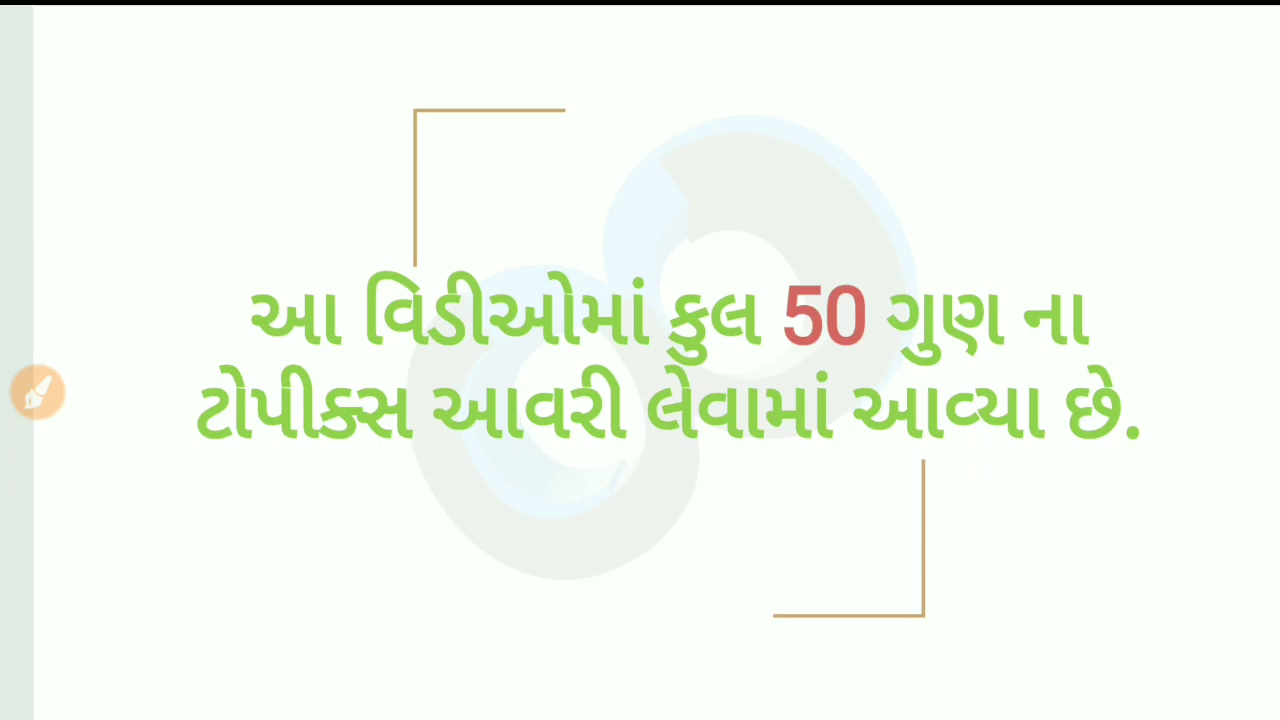 આ વિડીઓમાં કુલ 50 ગુણ ના
ટોપીક્સ આવરી લેવામાં આવ્યા છે.